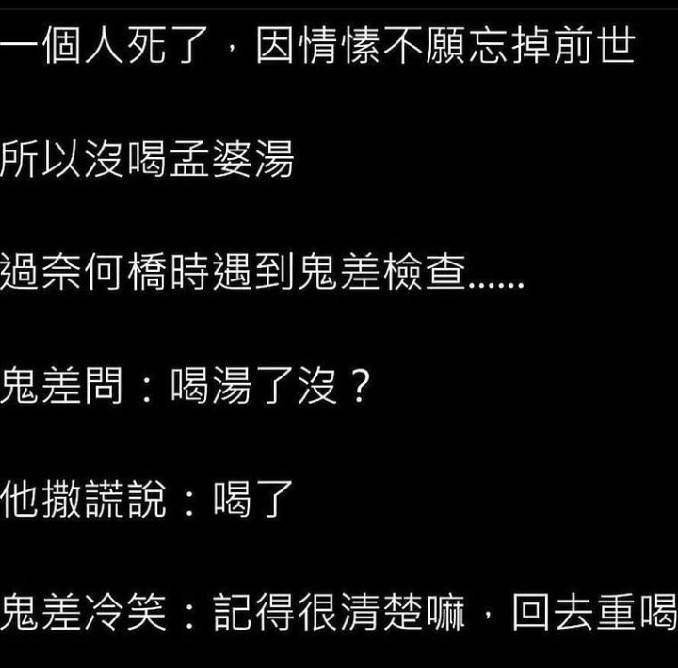 一個人死了，因情愫不願忘掉前世
所以沒喝孟婆湯
過奈何橋時遇到鬼差檢查......
鬼差問：喝湯了沒？
他撒謊說：喝了
鬼差冷笑：記得很清楚嘛，回去重喝